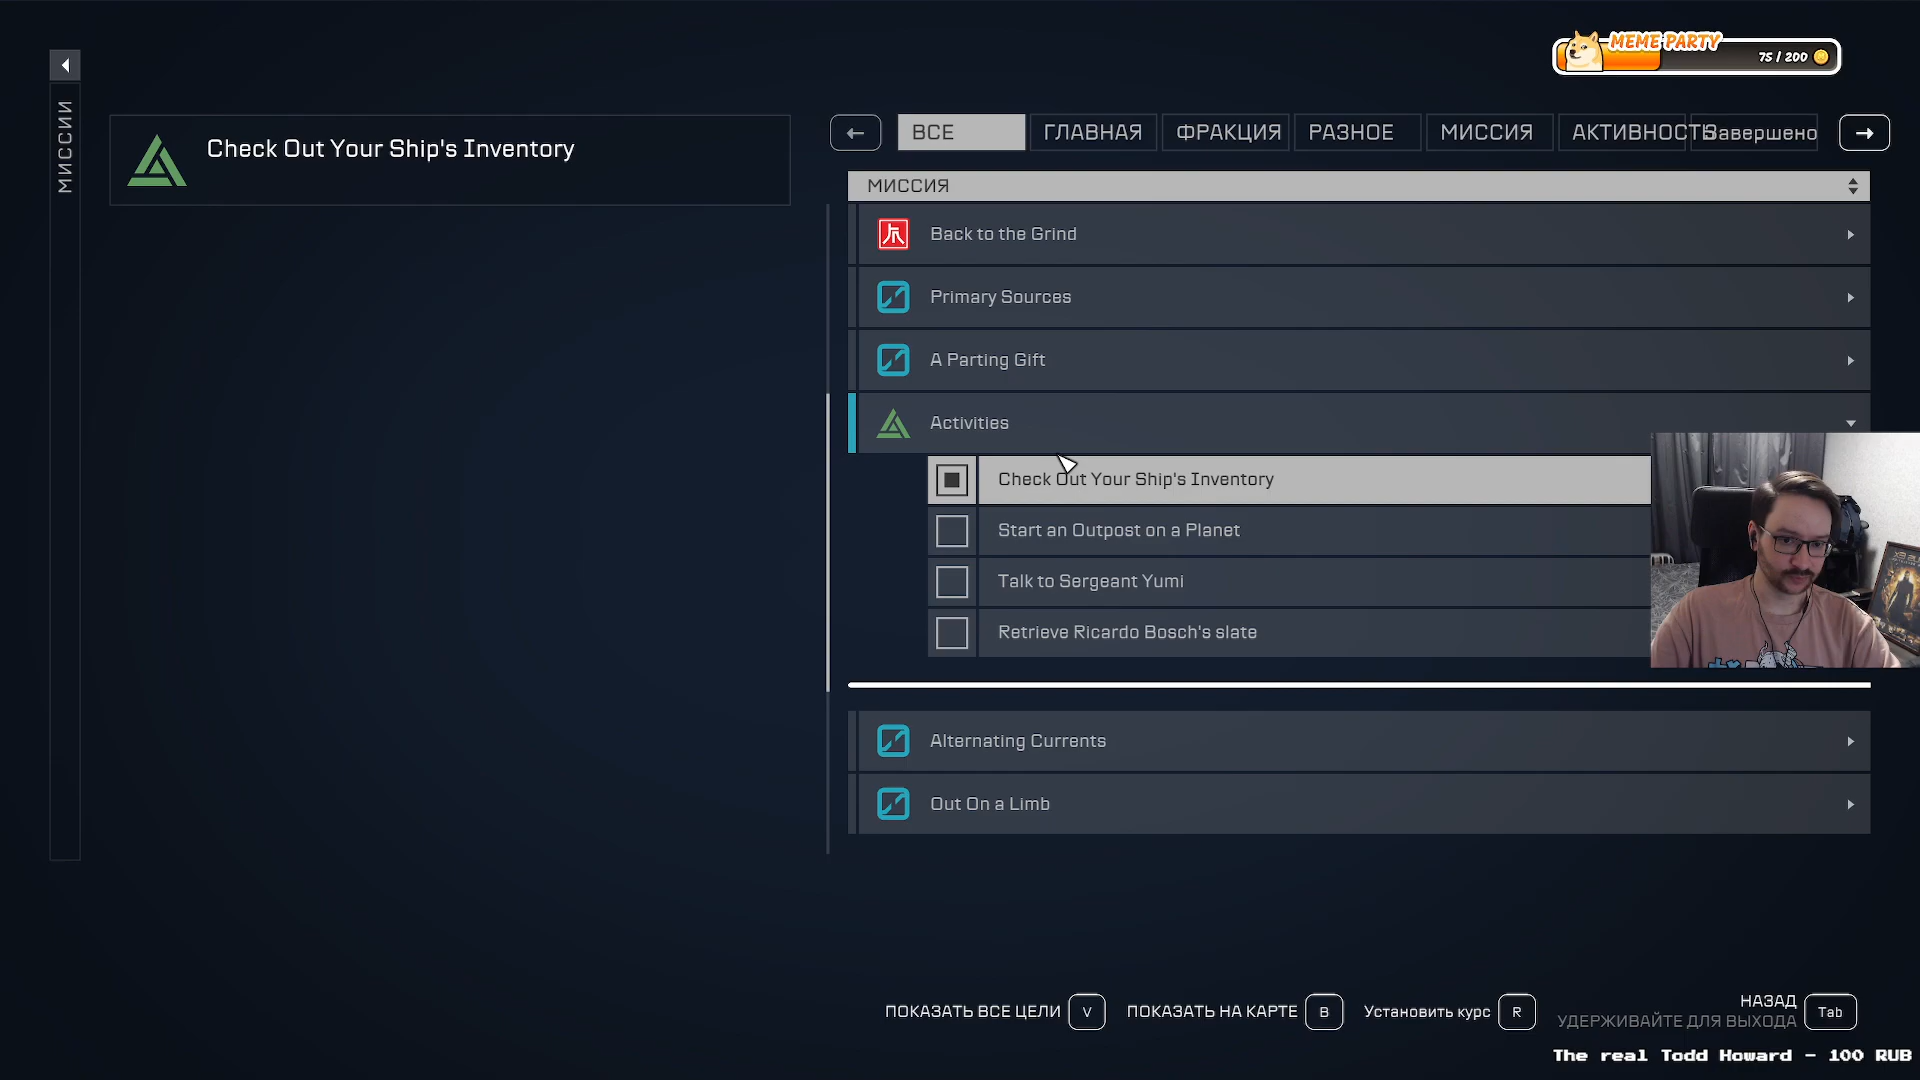 MEME PARTY
75 / 200
МИССИИ
Check Out Your Ship's Inventory
ВСЕ
ГЛАВНАЯ
ФРАКЦИЯ
РАЗНОЕ
МИССИЯ
АКТИВНОСТЬ
Завершено
МИССИЯ
Back to the Grind
Primary Sources
A Parting Gift
Activities
Check Out Your Ship's Inventory
Start an Outpost on a Planet
Talk to Sergeant Yumi
Retrieve Ricardo Bosch's slate
Alternating Currents
Out On a Limb
ПОКАЗАТЬ ВСЕ ЦЕЛИ V
ПОКАЗАТЬ НА КАРТЕ B
Установить курс R
НАЗАД
УДЕРЖИВАЙТЕ ДЛЯ ВЫХОДА
Tab
The real Todd Howard - 100 RUB